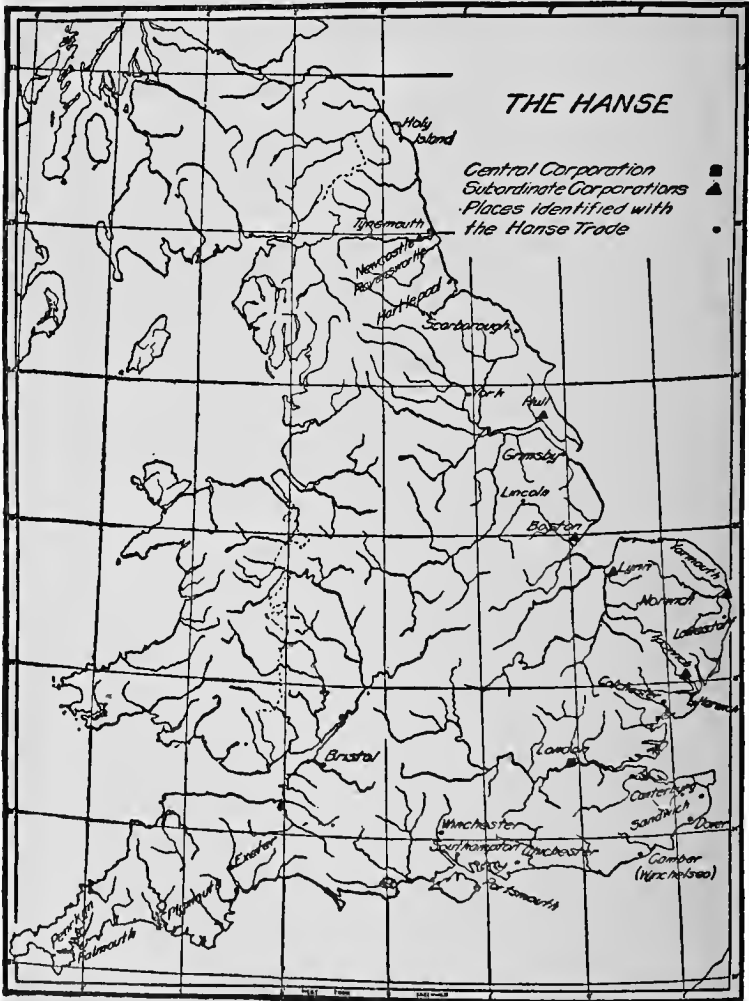 THE HANSE
Central Corporation
Subordinate Corporations
Places identified with
the Hanse Trade
Holy
Island
Tynemouth
Newcastle
Ravensworth
Hartlepool
Scarborough
York
Hull
Grimsby
Lincoln
Boston
Lynn
Yarmouth
Norwich
Lowestoft
Ipswich
Colchester
Harwich
Bristol
London
Canterbury
Sandwich
Dover
Winchester
Southampton
Chichester
Camber
(Winchelsea)
Portsmouth
Exeter
Plymouth
Falmouth